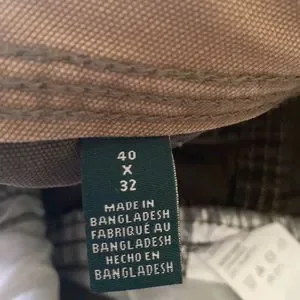 40
X
32
MADE IN
BANGLADESH
FABRIQUÉ AU
BANGLADESH
HECHO EN
BANGLADESH